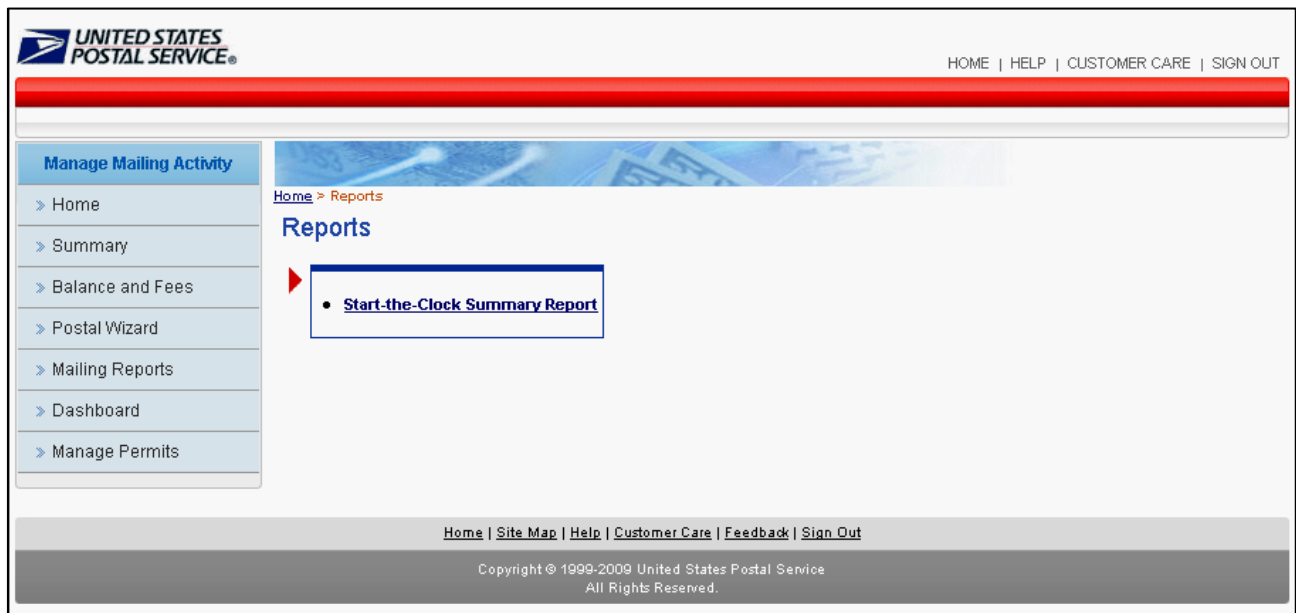 UNITED STATES
POSTAL SERVICE®
HOME | HELP | CUSTOMER CARE | SIGN OUT
Manage Mailing Activity
» Home
» Summary
» Balance and Fees
» Postal Wizard
» Mailing Reports
» Dashboard
» Manage Permits
Home > Reports
Reports
• Start-the-Clock Summary Report
Home | Site Map | Help | Customer Care | Feedback | Sign Out
Copyright © 1999-2009 United States Postal Service
All Rights Reserved.